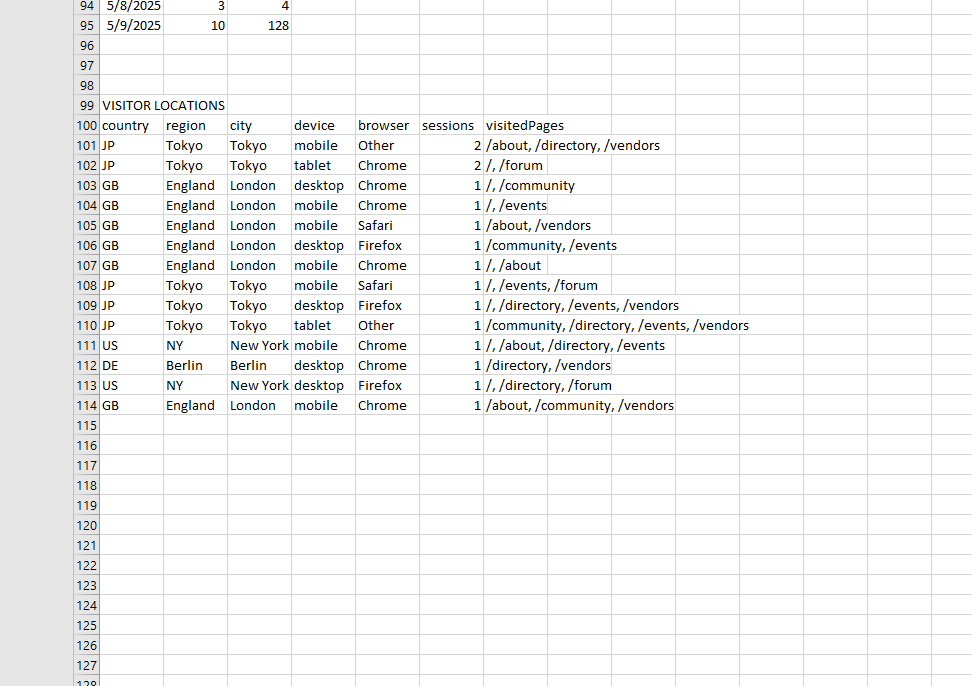 94 5/8/2025 3 4
95 5/9/2025 10 128
96
97
98
99 VISITOR LOCATIONS
100 country region city device browser sessions visitedPages
101 JP Tokyo Tokyo mobile Other 2 /about, /directory, /vendors
102 JP Tokyo Tokyo tablet Chrome 2 /, /forum
103 GB England London desktop Chrome 1 /, /community
104 GB England London mobile Chrome 1 /, /events
105 GB England London mobile Safari 1 /about, /vendors
106 GB England London desktop Firefox 1 /community, /events
107 GB England London mobile Chrome 1 /, /about
108 JP Tokyo Tokyo mobile Safari 1 /, /events, /forum
109 JP Tokyo Tokyo desktop Firefox 1 /, /directory, /events, /vendors
110 JP Tokyo Tokyo tablet Other 1 /community, /directory, /events, /vendors
111 US NY New York mobile Chrome 1 /, /about, /directory, /events
112 DE Berlin Berlin desktop Chrome 1 /directory, /vendors
113 US NY New York desktop Firefox 1 /, /directory, /forum
114 GB England London mobile Chrome 1 /about, /community, /vendors
115
116
117
118
119
120
121
122
123
124
125
126
127
128